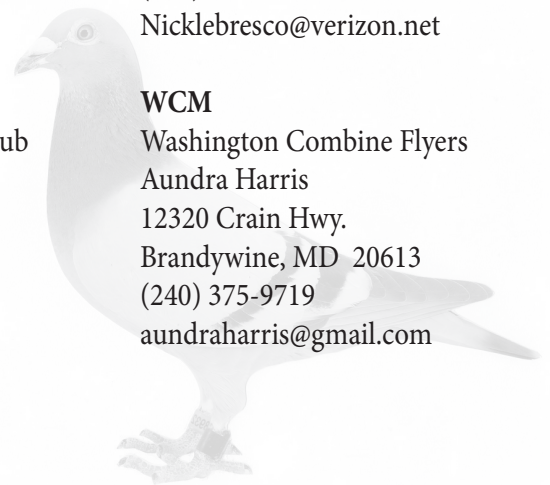 Nicklebresco@verizon.net
WCM
ub
Washington Combine Flyers
Aundra Harris
12320 Crain Hwy.
Brandywine, MD 20613
(240) 375-9719
aundraharris@gmail.com